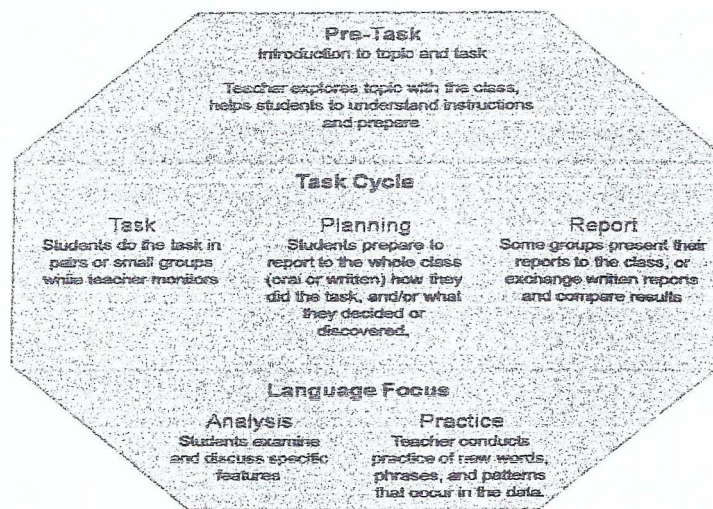 Pre-Task
Introduction to topic and task
Teacher explores topic with the class,
helps students to understand instructions
and prepare
Task Cycle
Task
Students do the task in
pairs or small groups
while teacher monitors
Planning
Students prepare to
report to the whole class
(oral or written) how they
did the task, and/or what
they decided or
discovered.
Report
Some groups present their
reports to the class, or
exchange written reports
and compare results
Language Focus
Analysis
Students examine
and discuss specific
features
Practice
Teacher conducts
practice of new words,
phrases, and patterns
that occur in the data.